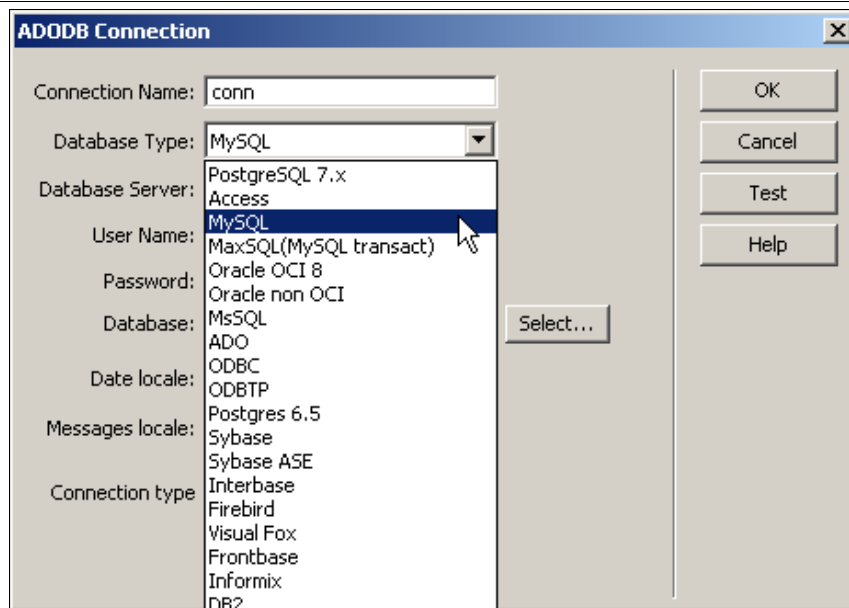 ADODB Connection
Connection Name: conn
OK
Database Type: MySQL
Cancel
PostgreSQL 7.x
Database Server:
Access
Test
MySQL
User Name:
MaxSQL(MySQL transact)
Help
Oracle OCI 8
Password:
Oracle non OCI
Database:
MsSQL
Select...
ADO
ODBC
Date locale:
ODBTP
Postgres 6.5
Messages locale:
Sybase
Sybase ASE
Connection type
Interbase
Firebird
Visual Fox
Frontbase
Informix
DB2